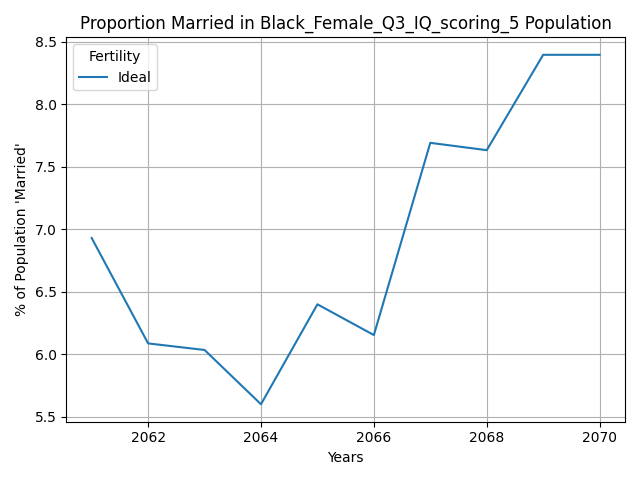 Proportion Married in Black_Female_Q3_IQ_scoring_5 Population
Fertility
Ideal
8.5
8.0
7.5
7.0
6.5
6.0
5.5
% of Population 'Married'
2062
2064
2066
2068
2070
Years